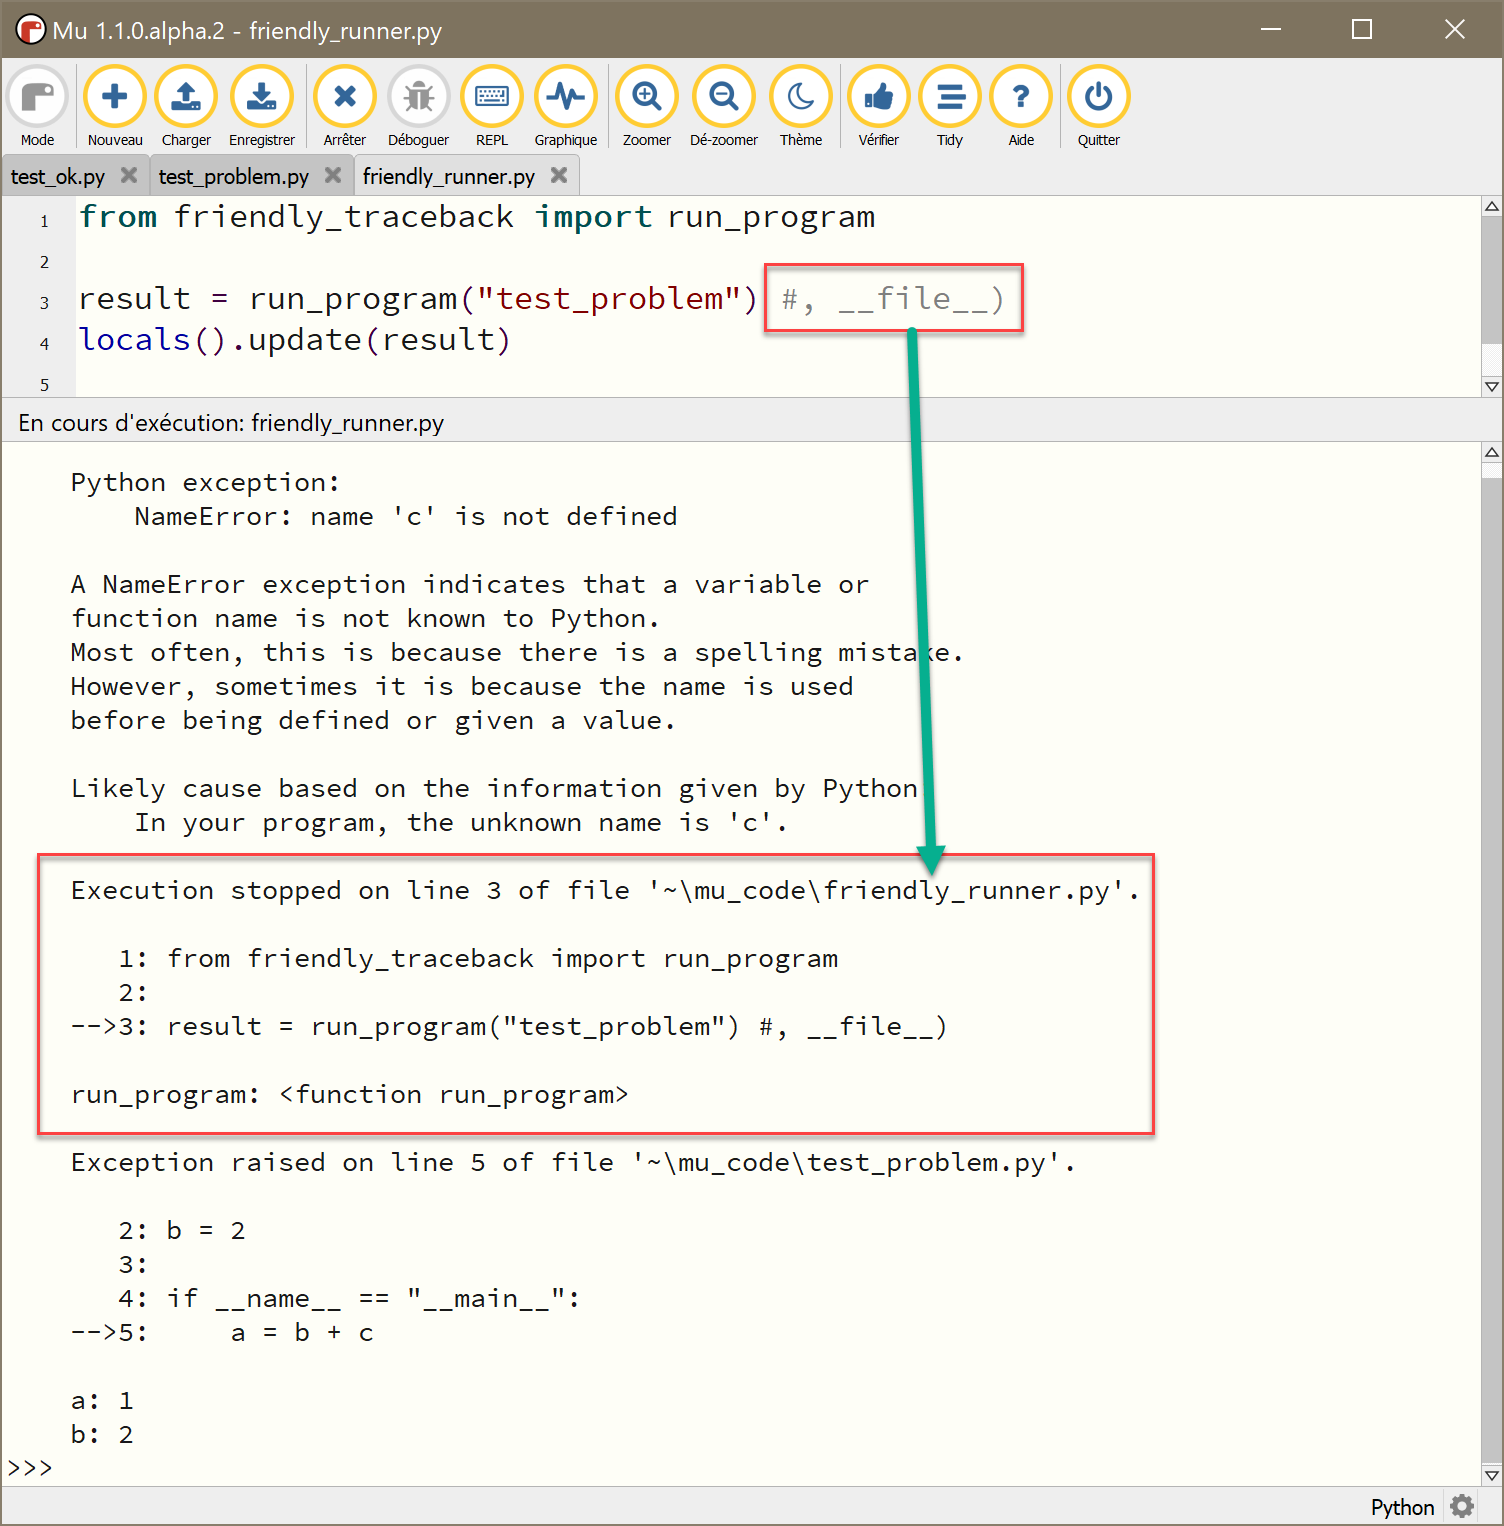 Mu 1.1.0.alpha.2 - friendly_runner.py
Mode Nouveau Charger Enregistrer Arrêter Déboguer REPL Graphique Zoomer Dé-zoomer Thème Vérifier Tidy Aide Quitter
test_ok.py test_problem.py friendly_runner.py
1 from friendly_traceback import run_program
2
3 result = run_program("test_problem") #, __file__)
4 locals().update(result)
5
En cours d'exécution: friendly_runner.py
Python exception:
NameError: name 'c' is not defined
A NameError exception indicates that a variable or
function name is not known to Python.
Most often, this is because there is a spelling mistake.
However, sometimes it is because the name is used
before being defined or given a value.
Likely cause based on the information given by Python
In your program, the unknown name is 'c'.
Execution stopped on line 3 of file '~\mu_code\friendly_runner.py'.
1: from friendly_traceback import run_program
2:
-->3: result = run_program("test_problem") #, __file__)
run_program: <function run_program>
Exception raised on line 5 of file '~\mu_code\test_problem.py'.
2: b = 2
3:
4: if __name__ == "__main__":
-->5: a = b + c
a: 1
b: 2
>>>
Python